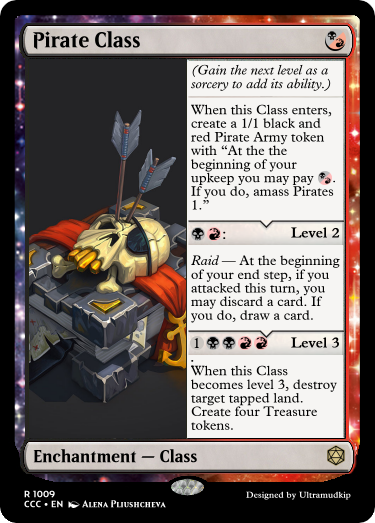 Pirate Class
(Gain the next level as a
sorcery to add its ability.)
When this Class enters,
create a 1/1 black and
red Pirate Army token
with “At the the
beginning of your
upkeep you may pay .
If you do, amass Pirates
1.”
: Level 2
Raid — At the beginning
of your end step, if you
attacked this turn, you
may discard a card. If
you do, draw a card.
1 Level 3
.
When this Class
becomes level 3, destroy
target tapped land.
Create four Treasure
tokens.
Enchantment — Class
R 1009
CCC • EN Alena Pliushcheva
Designed by Ultramudkip